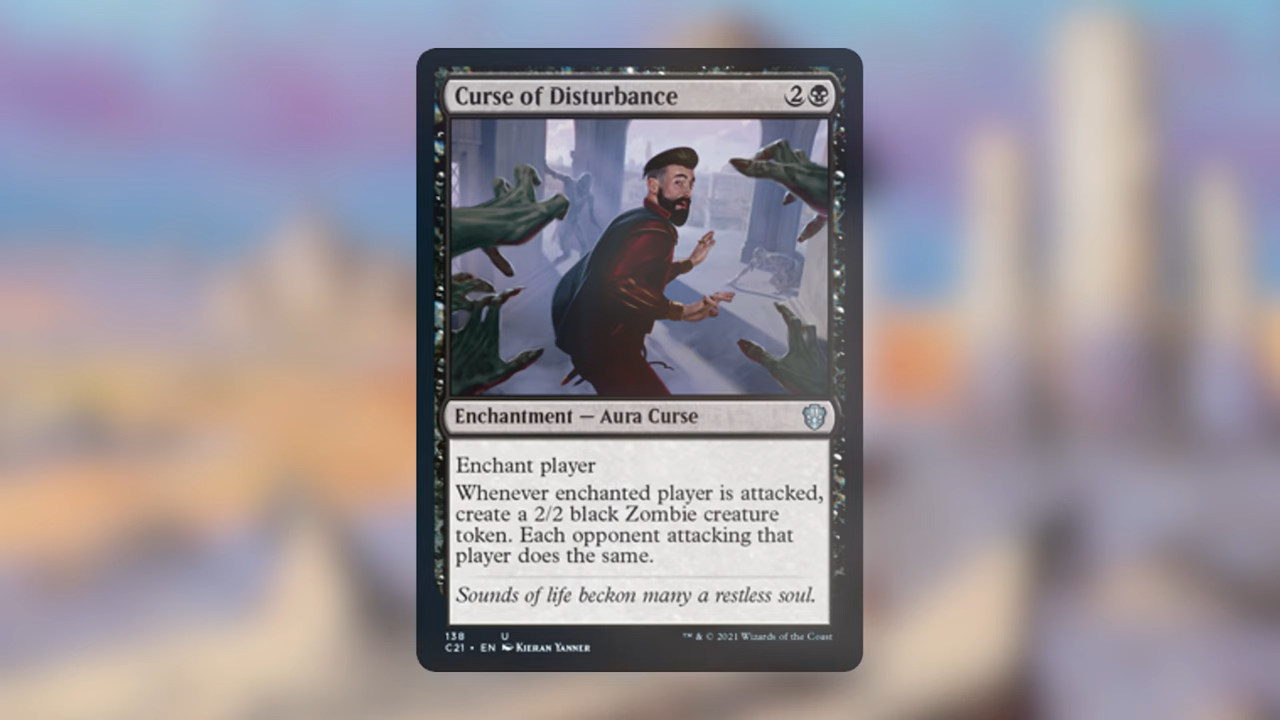 Curse of Disturbance 2
Enchantment — Aura Curse
Enchant player
Whenever enchanted player is attacked,
create a 2/2 black Zombie creature
token. Each opponent attacking that
player does the same.
Sounds of life beckon many a restless soul.
138 U
C21 • EN Kieran Yanner
™ & © 2021 Wizards of the Coast